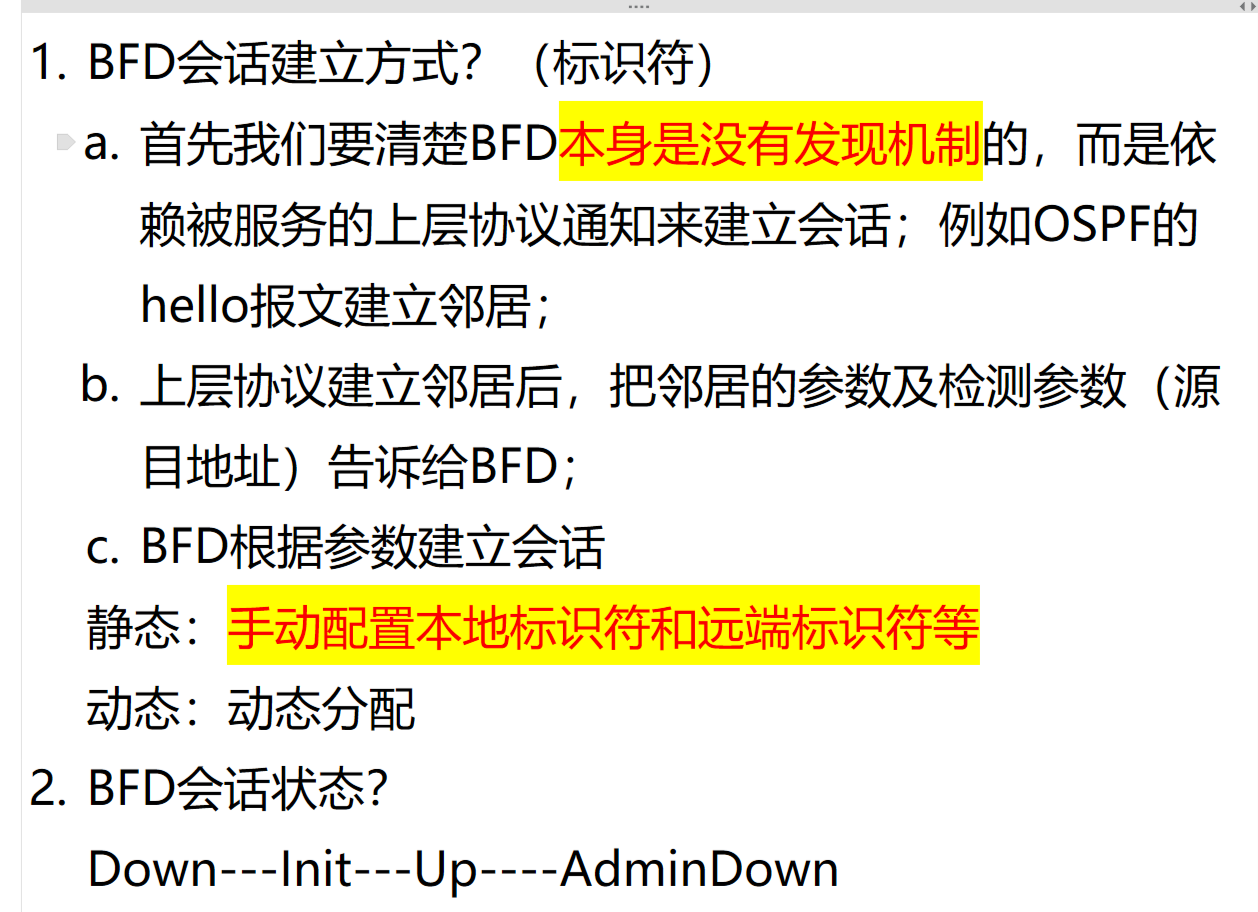 1. BFD会话建立方式？（标识符）
a. 首先我们要清楚BFD本身是没有发现机制的，而是依
赖被服务的上层协议通知来建立会话；例如OSPF的
hello报文建立邻居；
b. 上层协议建立邻居后，把邻居的参数及检测参数（源
目地址）告诉给BFD；
c. BFD根据参数建立会话
静态：手动配置本地标识符和远端标识符等
动态：动态分配
2. BFD会话状态？
Down---Init---Up----AdminDown